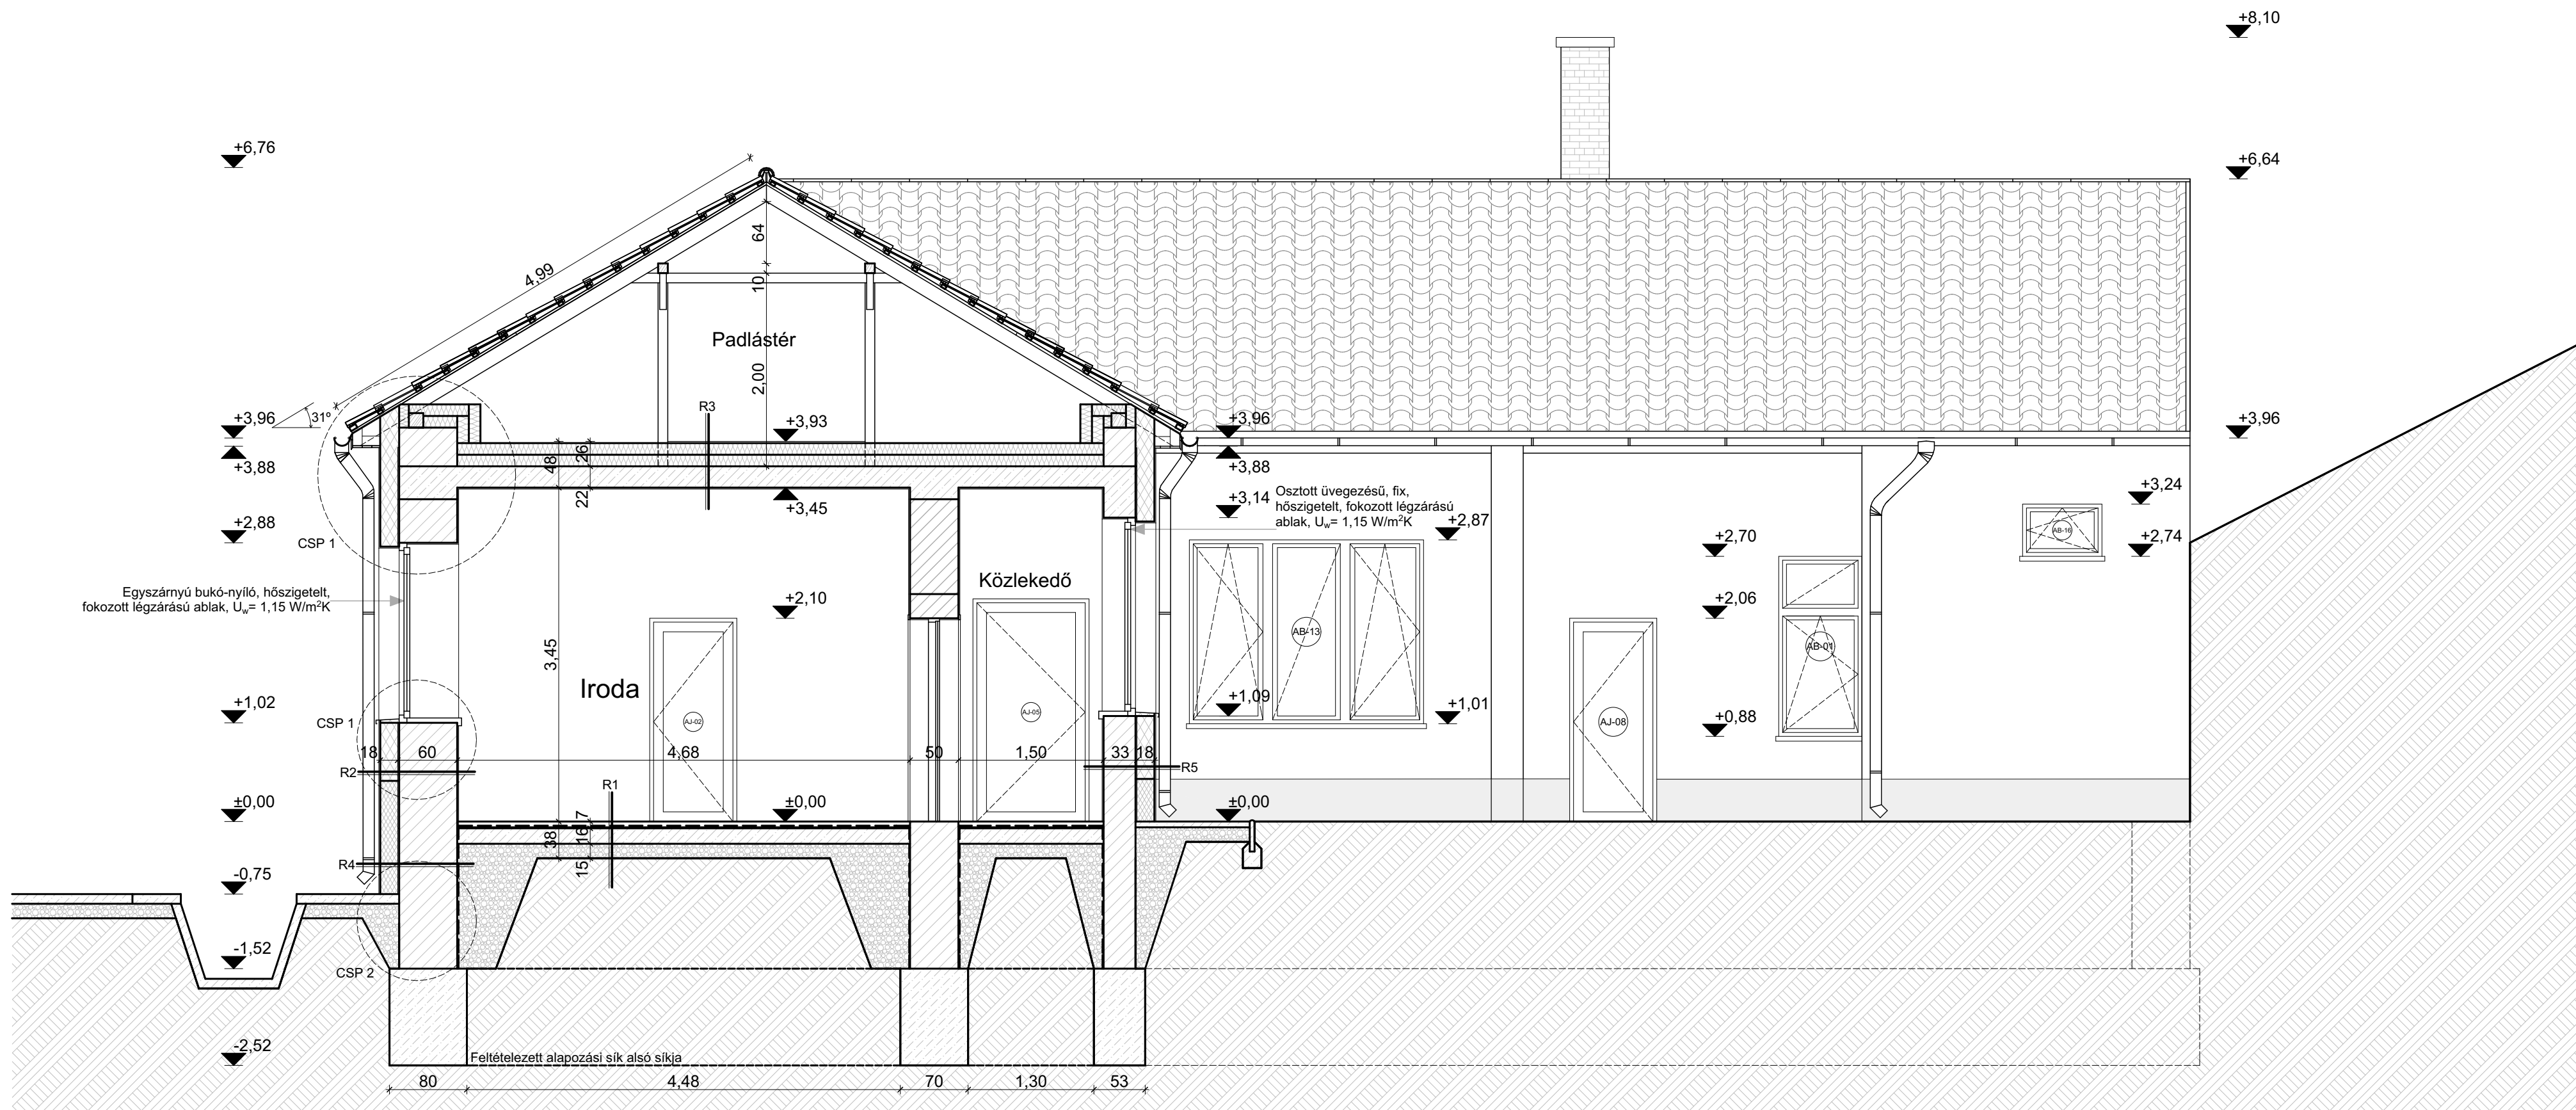 +8,10
+6,76
+6,64
4,99
64
10
Padlástér
2,00
R3
31º
+3,96
+3,88
+3,93
+3,96
+3,88
+3,96
48
26
22
+3,45
+3,14
Osztott üvegezésű, fix,
hőszigetelt, fokozott légzárású
ablak, Uw= 1,15 W/m²K
+2,87
+3,24
+2,74
AB-16
+2,88
CSP 1
+2,70
Egyszárnyú bukó-nyíló, hőszigetelt,
fokozott légzárású ablak, Uw= 1,15 W/m²K
Közlekedő
+2,10
+2,06
AB-13
AB-01
3,45
Iroda
+1,02
CSP 1
AJ-02
AJ-05
+1,09
+1,01
AJ-08
+0,88
18
60
4,68
50
1,50
33
18
R2
R5
R1
±0,00
±0,00
±0,00
7
16
38
15
R4
-0,75
-1,52
CSP 2
-2,52
Feltételezett alapozási sík alsó síkja
80
4,48
70
1,30
53